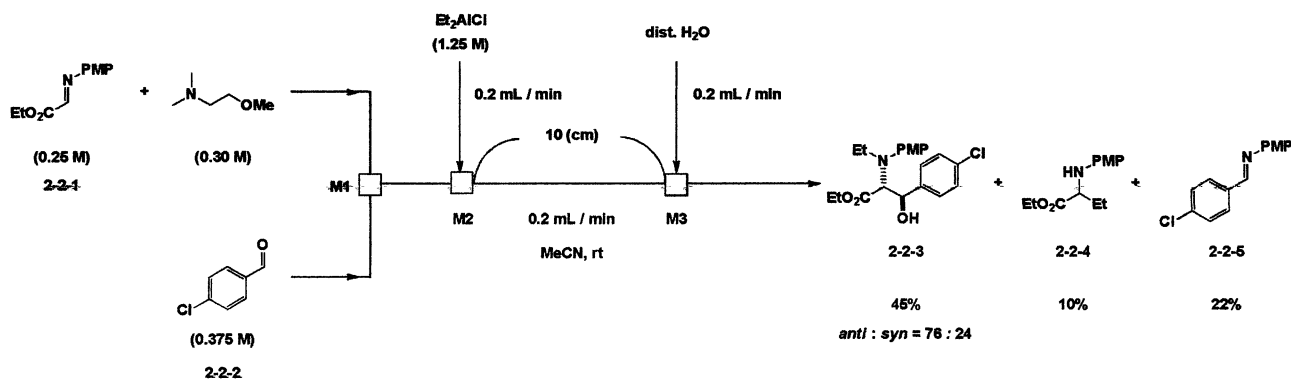 Et₂AlCl
(1.25 M)
dist. H₂O
0.2 mL / min
0.2 mL / min
10 (cm)
N PMP
EtO₂C
+
N
OMe
(0.25 M)
2-2-1
(0.30 M)
M1
M2
0.2 mL / min
M3
MeCN, rt
O
Cl
(0.375 M)
2-2-2
Et N PMP
Cl
EtO₂C
OH
+
HN PMP
EtO₂C Et
+
N PMP
Cl
2-2-3
2-2-4
2-2-5
45%
10%
22%
anti : syn = 76 : 24